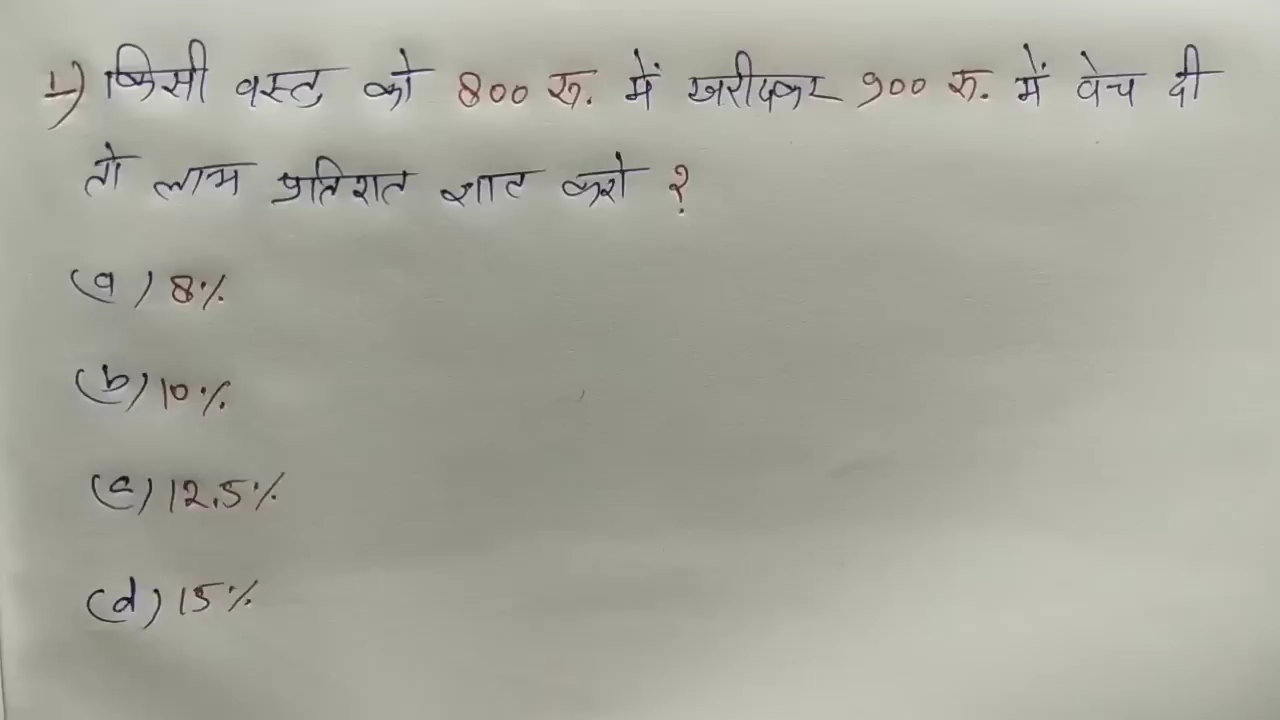 1) किसी वस्तु को 800 रू. में खरीदकर 900 रू. में वेच दी
तो लाभ प्रतिशत ज्ञात करो ?
(a) 8%
(b) 10%
(c) 12.5%
(d) 15%